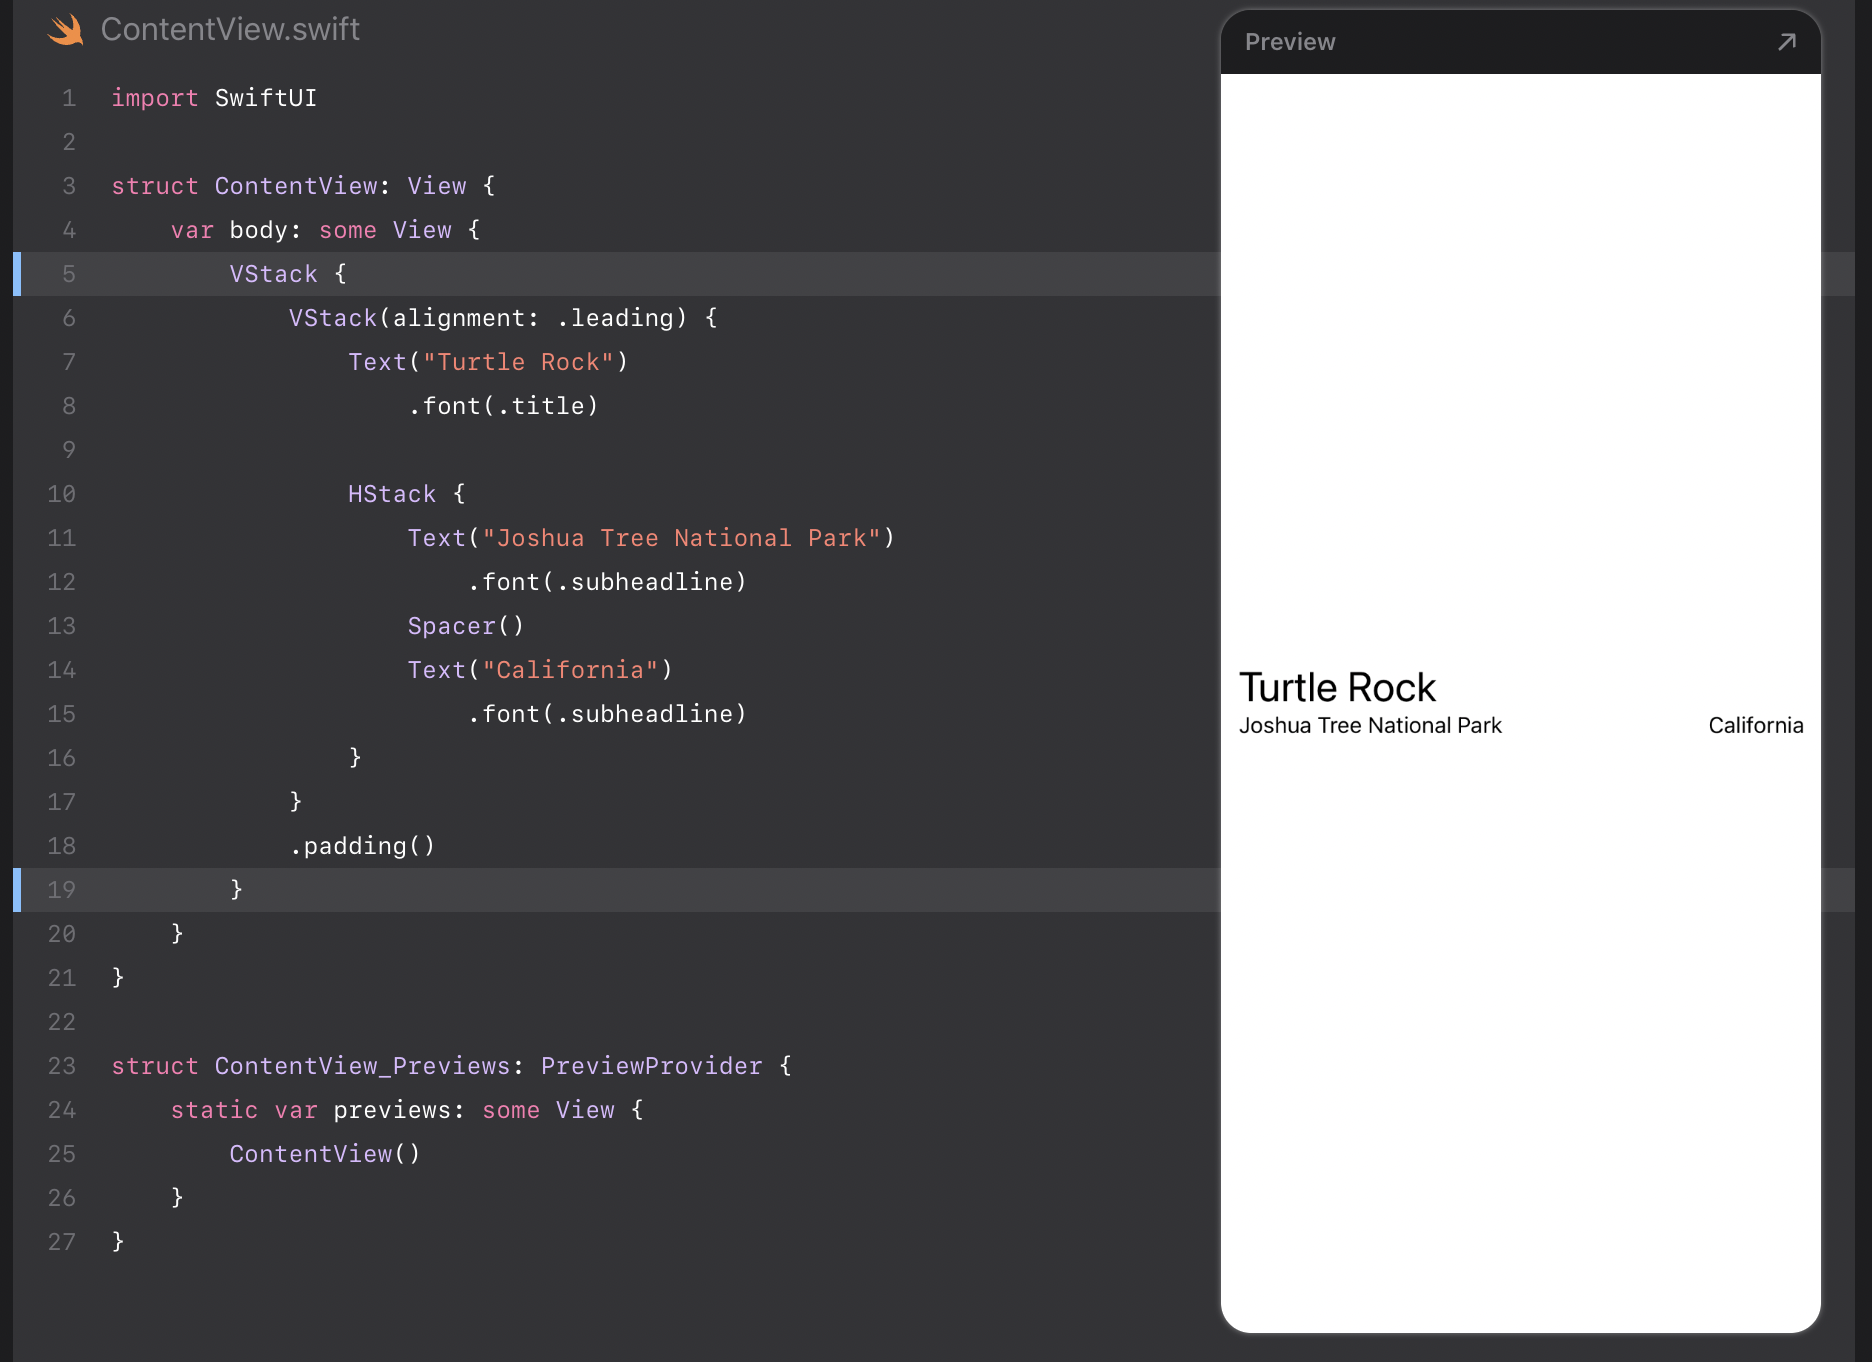 ContentView.swift
1 import SwiftUI
2
3 struct ContentView: View {
4     var body: some View {
5         VStack {
6             VStack(alignment: .leading) {
7                 Text("Turtle Rock")
8                     .font(.title)
9
10                 HStack {
11                     Text("Joshua Tree National Park")
12                         .font(.subheadline)
13                     Spacer()
14                     Text("California")
15                         .font(.subheadline)
16                 }
17             }
18             .padding()
19         }
20     }
21 }
22
23 struct ContentView_Previews: PreviewProvider {
24     static var previews: some View {
25         ContentView()
26     }
27 }
Preview
Turtle Rock
Joshua Tree National Park California